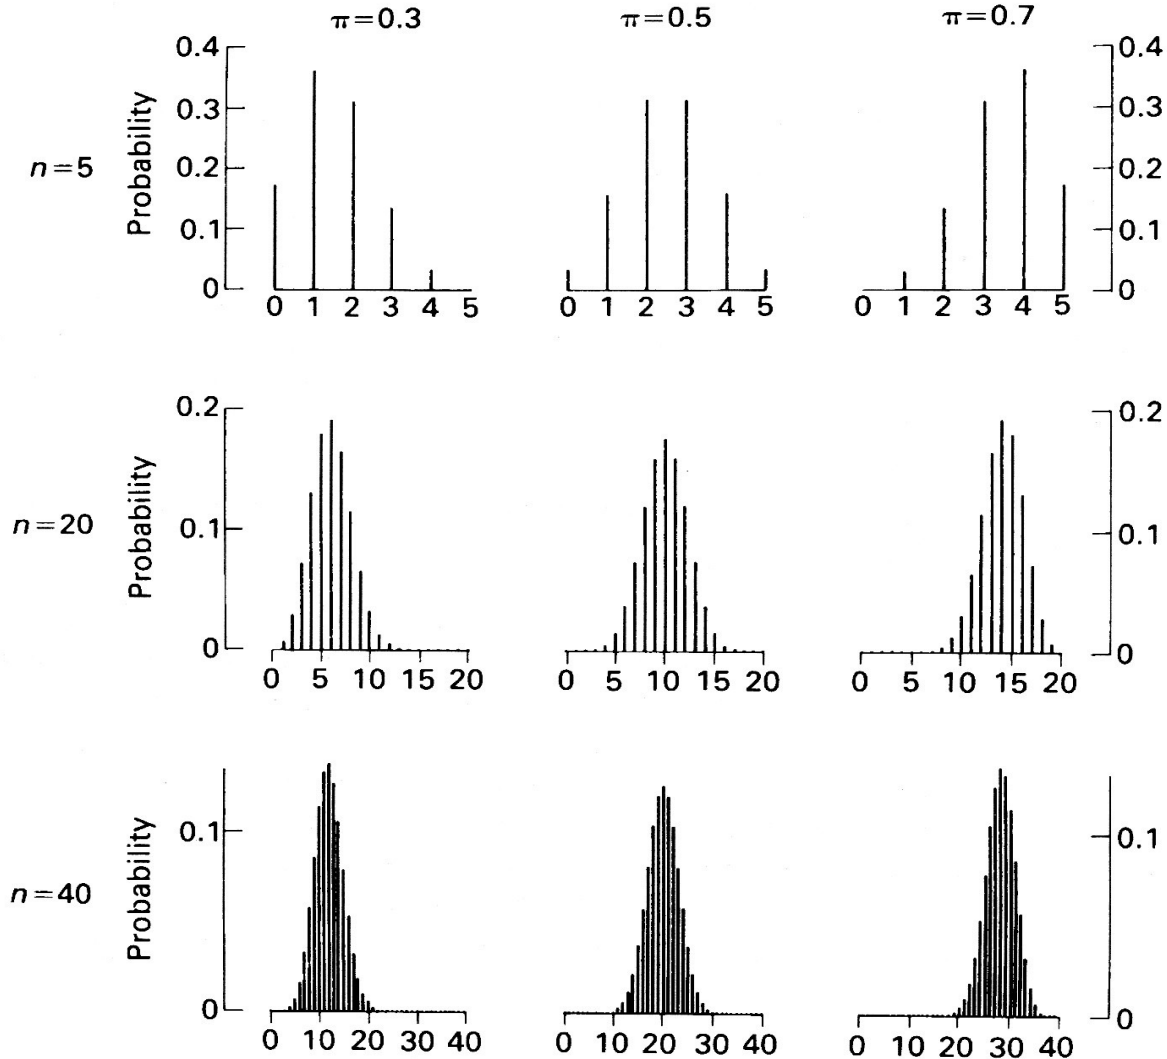 π=0.3 π=0.5 π=0.7
0.4 0.4
0.3 0.3
n=5 Probability 0.2 0.2
0.1 0.1
0 0
0 1 2 3 4 5 0 1 2 3 4 5 0 1 2 3 4 5
0.2 0.2
n=20 Probability 0.1 0.1
0 0
0 5 10 15 20 0 5 10 15 20 0 5 10 15 20
0.1 0.1
n=40 Probability
0 0
0 10 20 30 40 0 10 20 30 40 0 10 20 30 40